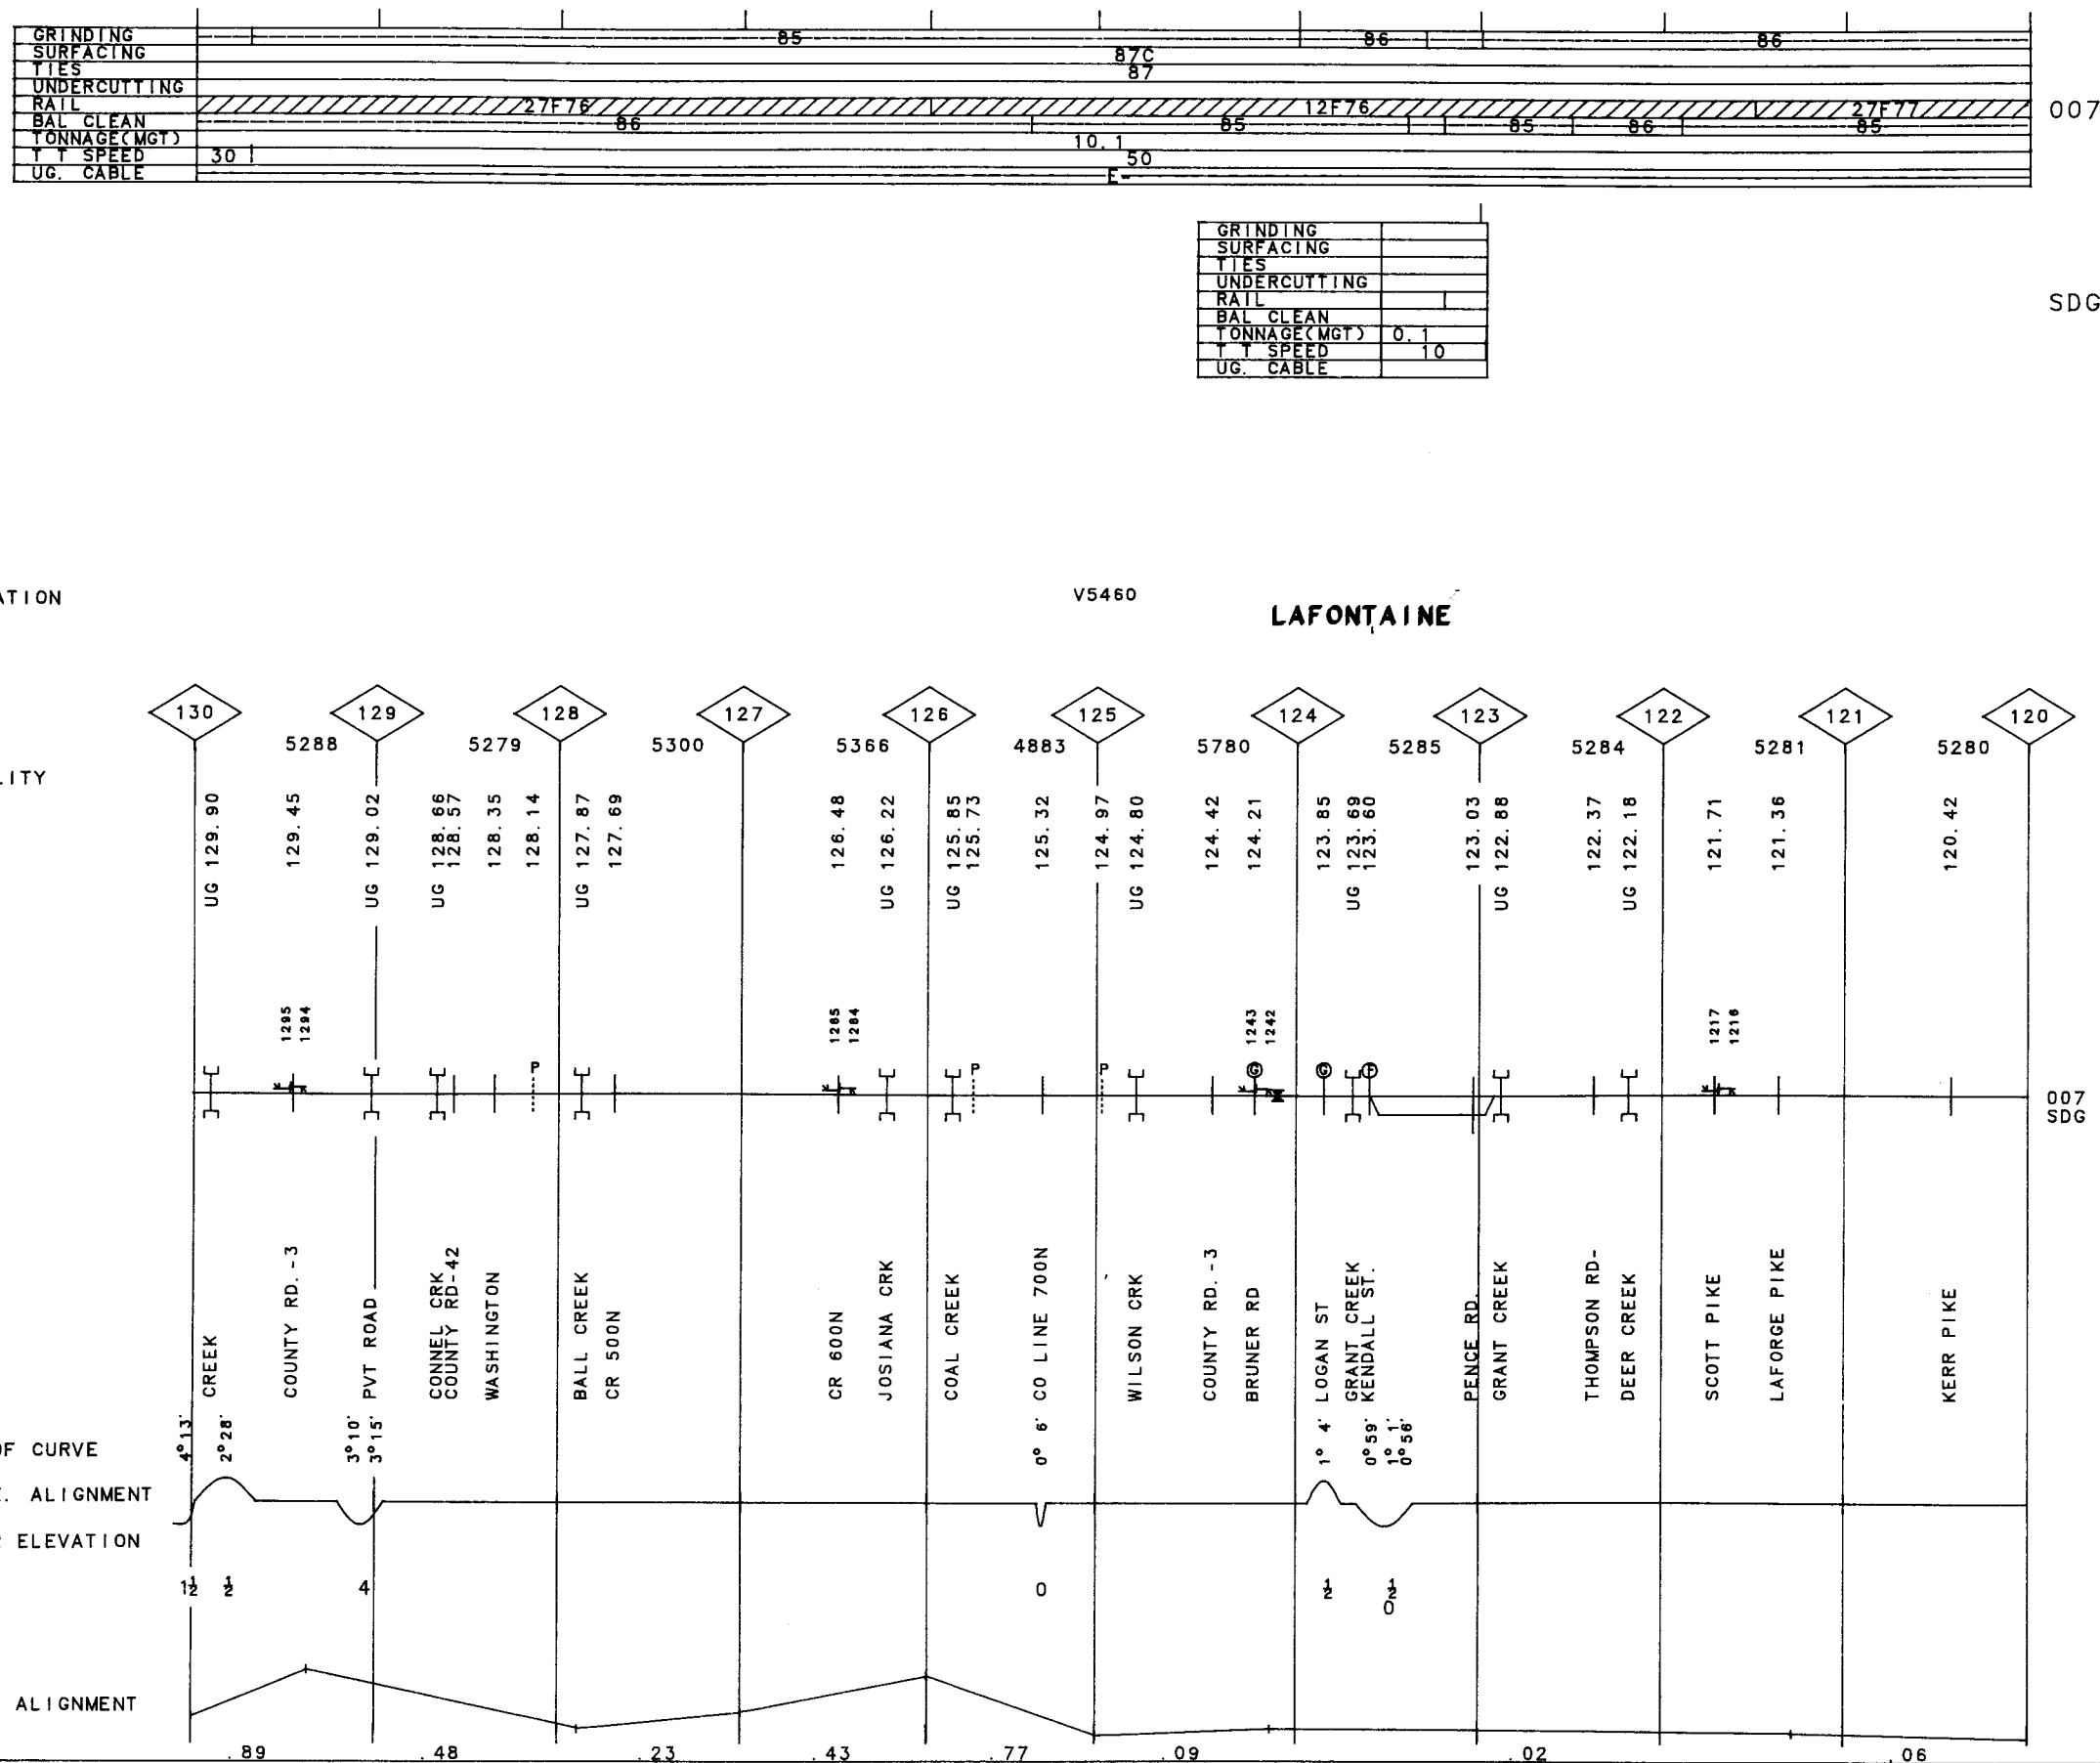 GRINDING 85 86 86
SURFACING 87C
TIES 87
UNDERCUTTING
RAIL 27F76 12F76 27F77 007
BAL CLEAN 86 85 85 86 85
TONNAGE(MGT) 10.1
T T SPEED 30 50
UG. CABLE E
GRINDING
SURFACING
TIES
UNDERCUTTING
RAIL SDG
BAL CLEAN
TONNAGE(MGT) 0.1
T T SPEED 10
UG. CABLE
ATION V5460
LAFONTAINE
130 129 128 127 126 125 124 123 122 121 120
5288 5279 5300 5366 4883 5780 5285 5284 5281 5280
LITY
UG 129.90
129.45
UG 129.02
UG 128.66
128.57
128.35
128.14
UG 127.87
127.69
126.48
UG 126.22
UG 125.85
125.73
125.32
124.97
UG 124.80
124.42
124.21
123.85
UG 123.69
123.60
123.03
UG 122.88
122.37
UG 122.18
121.71
121.36
120.42
1295
1294
1265
1264
1243
1242
1217
1216
P P P G G F
007
SDG
CREEK
COUNTY RD.-3
PVT ROAD
CONNEL CRK
COUNTY RD-42
WASHINGTON
BALL CREEK
CR 500N
CR 600N
JOSIANA CRK
COAL CREEK
CO LINE 700N
WILSON CRK
COUNTY RD.-3
BRUNER RD
LOGAN ST
GRANT CREEK
KENDALL ST.
PENCE RD.
GRANT CREEK
THOMPSON RD-
DEER CREEK
SCOTT PIKE
LAFORGE PIKE
KERR PIKE
OF CURVE
4°13'
2°28'
3°10'
3°15'
0° 6'
1° 4'
0°59'
1° 1'
0°56'
. ALIGNMENT
ELEVATION
1½ ½ 4 0 ½ ½
0
ALIGNMENT
.89 .48 .23 .43 .77 .09 .02 .06